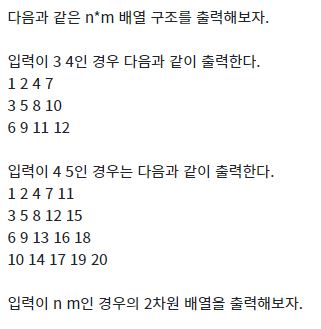 다음과 같은 n*m 배열 구조를 출력해보자.
입력이 3 4인 경우 다음과 같이 출력한다.
1 2 4 7
3 5 8 10
6 9 11 12
입력이 4 5인 경우는 다음과 같이 출력한다.
1 2 4 7 11
3 5 8 12 15
6 9 13 16 18
10 14 17 19 20
입력이 n m인 경우의 2차원 배열을 출력해보자.